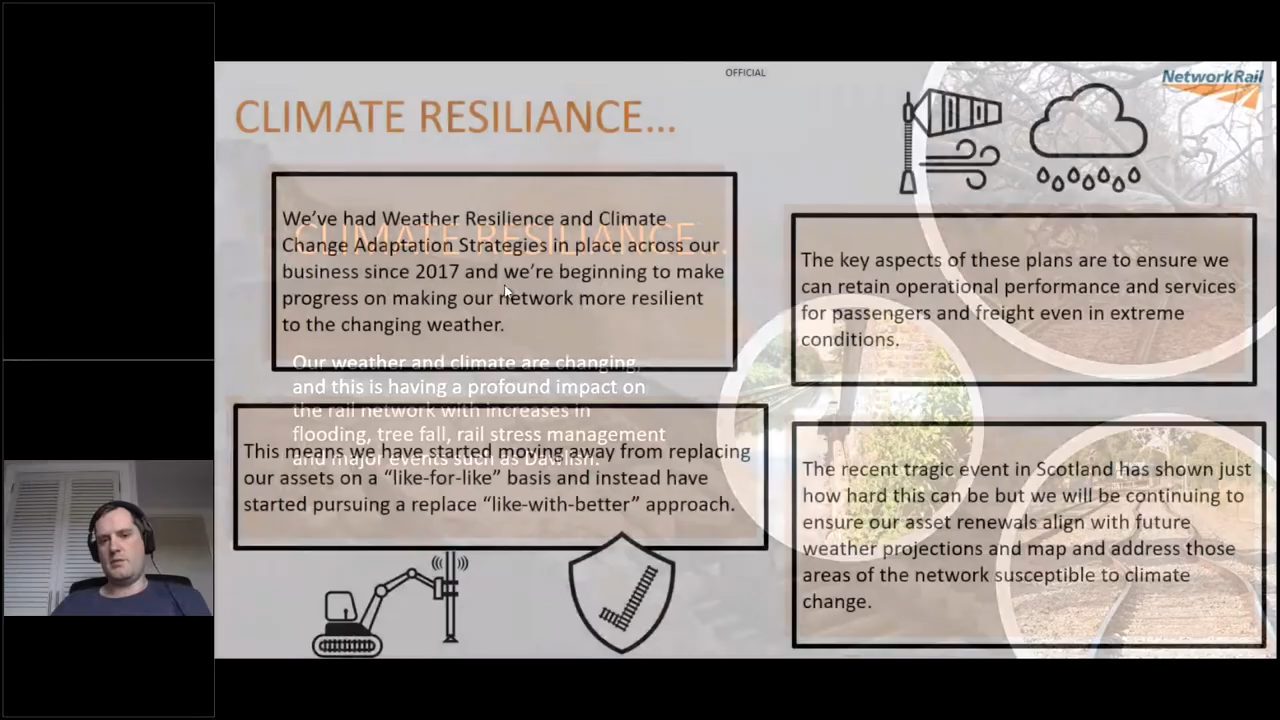 OFFICIAL
NetworkRail
CLIMATE RESILIANCE...
We've had Weather Resilience and Climate
Change Adaptation Strategies in place across our
business since 2017 and we're beginning to make
progress on making our network more resilient
to the changing weather.
CLIMATE RESILIANCE...
Our weather and climate are changing,
and this is having a profound impact on
the rail network with increases in
flooding, tree fall, rail stress management
and major events such as Dawlish.
This means we have started moving away from replacing
our assets on a “like-for-like” basis and instead have
started pursuing a replace “like-with-better” approach.
The key aspects of these plans are to ensure we
can retain operational performance and services
for passengers and freight even in extreme
conditions.
The recent tragic event in Scotland has shown just
how hard this can be but we will be continuing to
ensure our asset renewals align with future
weather projections and map and address those
areas of the network susceptible to climate
change.